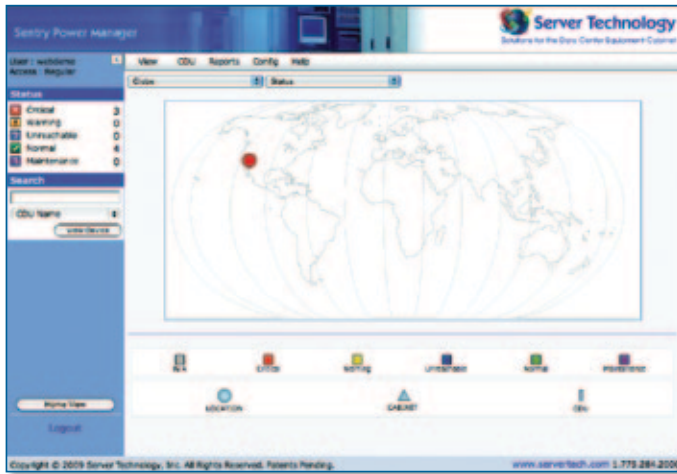 Sentry Power Manager
Server Technology
Solutions for the Data Center Equipment Cabinet
User : webdemo
Access : Regular
View CDU Reports Config Help
Globe Status
Status
Critical 3
Warning 0
Unreachable 0
Normal 4
Maintenance 0
Search
CDU Name
View Device
N/A Critical Warning Unreachable Normal Maintenance
LOCATION CABINET CDU
Home View
Logout
Copyright © 2009 Server Technology, Inc. All Rights Reserved. Patents Pending.
www.servertech.com